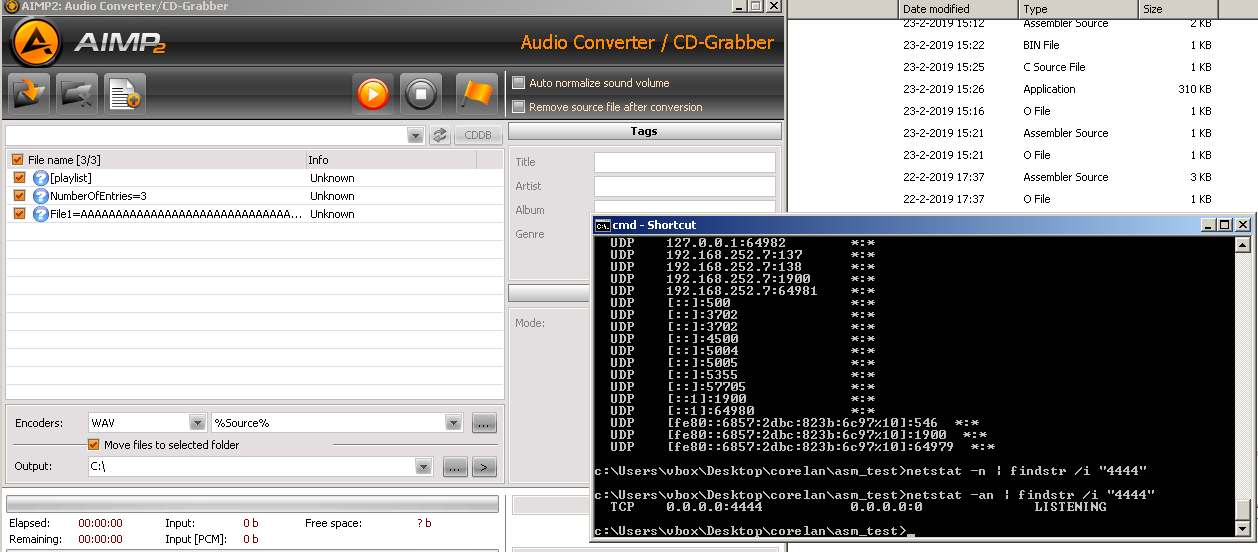 AIMP2: Audio Converter/CD-Grabber
AIMP2
Audio Converter / CD-Grabber
Auto normalize sound volume
Remove source file after conversion
CDDB
Tags
File name [3/3] Info
[playlist] Unknown
NumberOfEntries=3 Unknown
File1=AAAAAAAAAAAAAAAAAAAAAAAAAAAAAA... Unknown
Title
Artist
Album
Genre
Mode:
Encoders: WAV %Source% ...
Move files to selected folder
Output: C:\ ... >
Elapsed: 00:00:00 Input: 0 b Free space: ? b
Remaining: 00:00:00 Input [PCM]: 0 b
Date modified Type Size
23-2-2019 15:12 Assembler Source 2 KB
23-2-2019 15:22 BIN File 1 KB
23-2-2019 15:25 C Source File 1 KB
23-2-2019 15:26 Application 310 KB
23-2-2019 15:16 O File 1 KB
23-2-2019 15:21 Assembler Source 1 KB
23-2-2019 15:21 O File 1 KB
22-2-2019 17:37 Assembler Source 3 KB
22-2-2019 17:37 O File 1 KB
C:\. cmd - Shortcut
UDP 127.0.0.1:64982 *:*
UDP 192.168.252.7:137 *:*
UDP 192.168.252.7:138 *:*
UDP 192.168.252.7:1900 *:*
UDP 192.168.252.7:64981 *:*
UDP [::]:500 *:*
UDP [::]:3702 *:*
UDP [::]:3702 *:*
UDP [::]:4500 *:*
UDP [::]:5004 *:*
UDP [::]:5005 *:*
UDP [::]:5355 *:*
UDP [::]:57705 *:*
UDP [::1]:1900 *:*
UDP [::1]:64980 *:*
UDP [fe80::6857:2dbc:823b:6c97%10]:546 *:*
UDP [fe80::6857:2dbc:823b:6c97%10]:1900 *:*
UDP [fe80::6857:2dbc:823b:6c97%10]:64979 *:*
c:\Users\vbox\Desktop\corelan\asm_test>netstat -n | findstr /i "4444"
c:\Users\vbox\Desktop\corelan\asm_test>netstat -an | findstr /i "4444"
TCP 0.0.0.0:4444 0.0.0.0:0 LISTENING
c:\Users\vbox\Desktop\corelan\asm_test>_